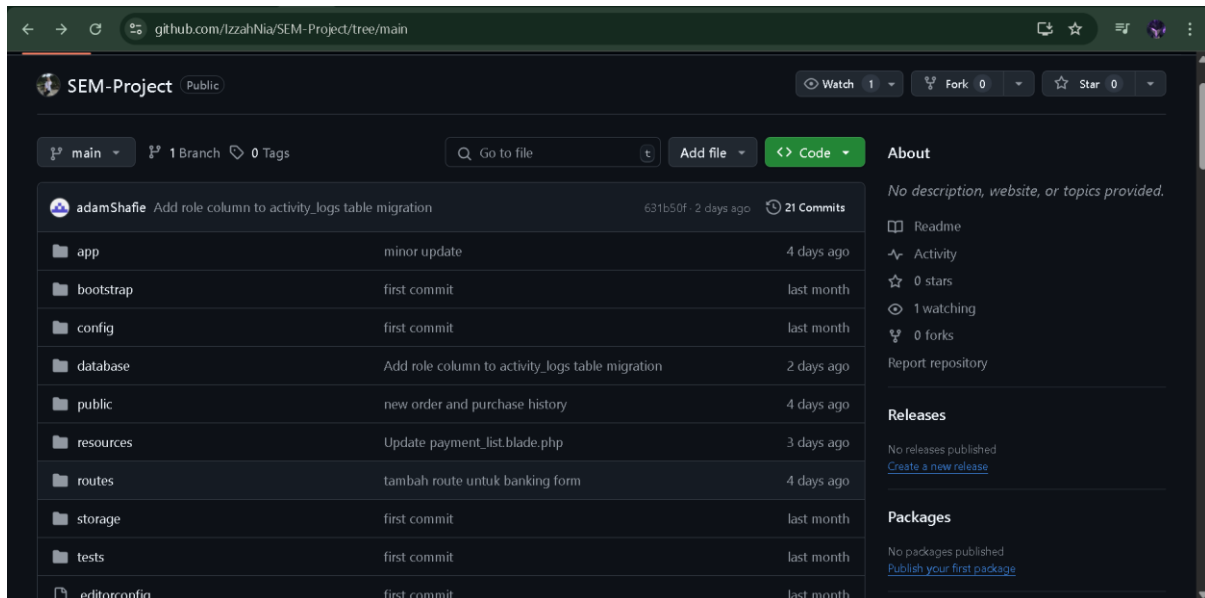 github.com/IzzahNia/SEM-Project/tree/main
SEM-Project Public
Watch 1 Fork 0 Star 0
main 1 Branch 0 Tags Go to file t Add file Code
About
No description, website, or topics provided.
adamShafie Add role column to activity_logs table migration 631b50f · 2 days ago 21 Commits
app minor update 4 days ago
bootstrap first commit last month
config first commit last month
database Add role column to activity_logs table migration 2 days ago
public new order and purchase history 4 days ago
resources Update payment_list.blade.php 3 days ago
routes tambah route untuk banking form 4 days ago
storage first commit last month
tests first commit last month
.editorconfig first commit last month
Readme
Activity
0 stars
1 watching
0 forks
Report repository
Releases
No releases published
Create a new release
Packages
No packages published
Publish your first package